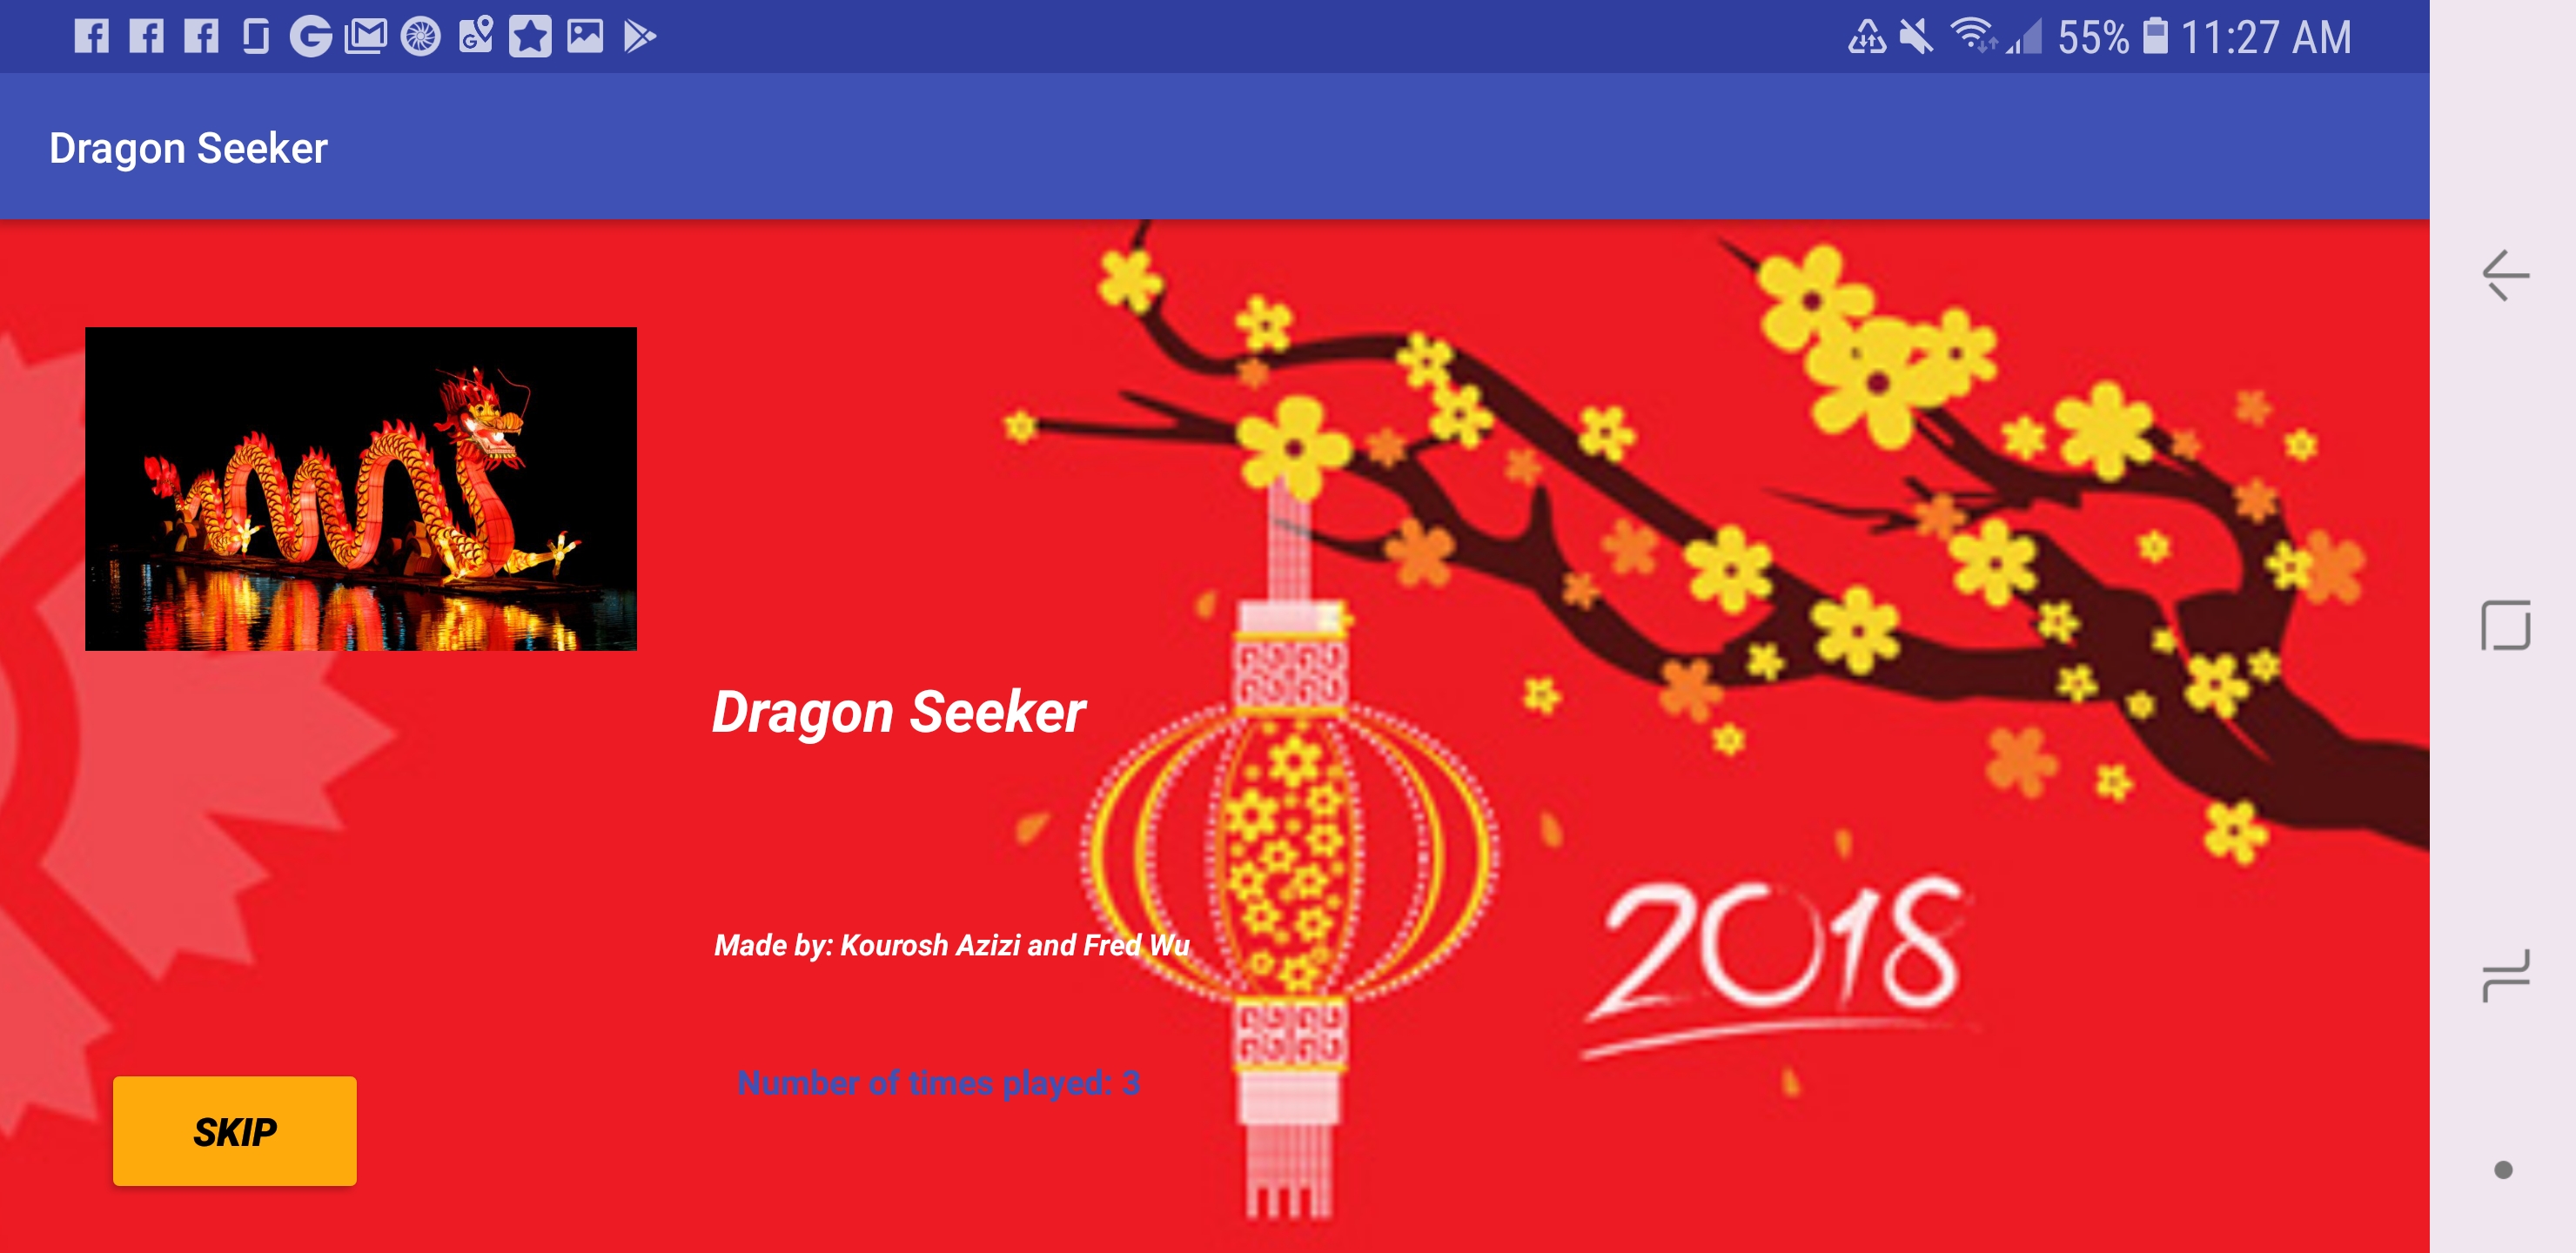 55% 11:27 AM
Dragon Seeker
Dragon Seeker
Made by: Kourosh Azizi and Fred Wu
2018
Number of times played: 3
SKIP